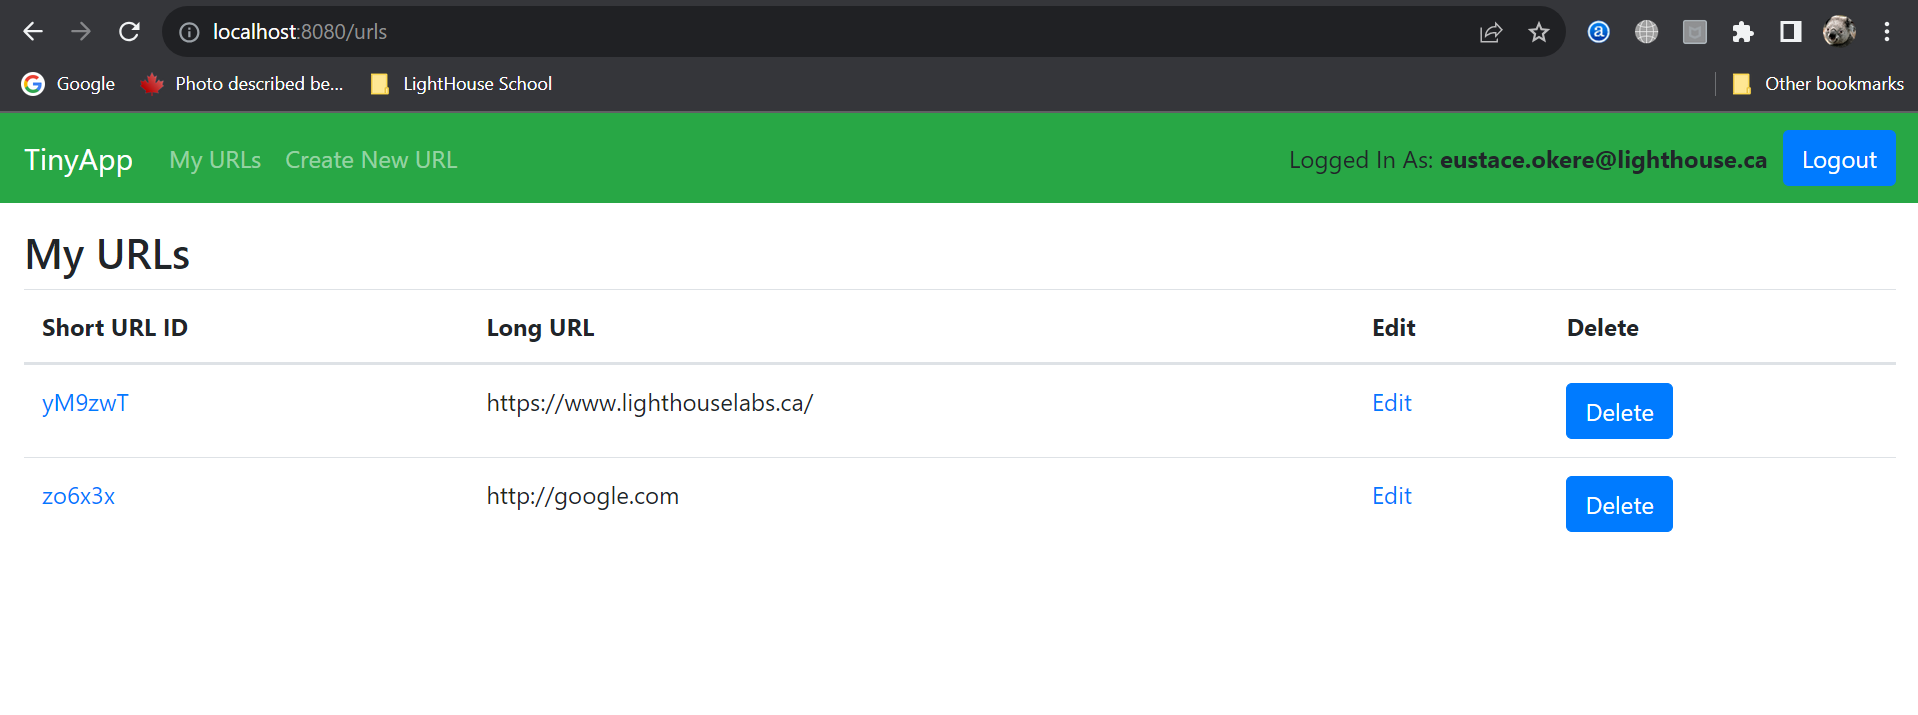 localhost:8080/urls
Google Photo described be... LightHouse School Other bookmarks
TinyApp My URLs Create New URL Logged In As: eustace.okere@lighthouse.ca Logout
My URLs
Short URL ID Long URL Edit Delete
yM9zwT https://www.lighthouselabs.ca/ Edit Delete
zo6x3x http://google.com Edit Delete